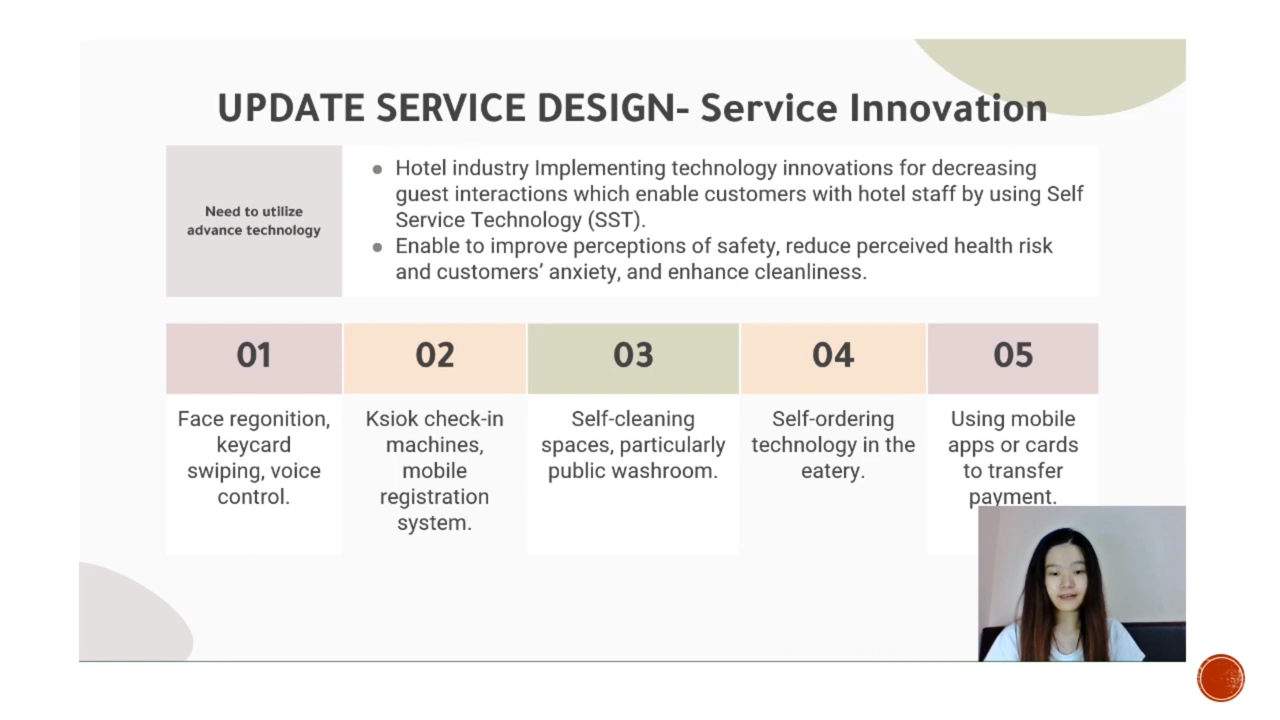 UPDATE SERVICE DESIGN- Service Innovation
Need to utilize
advance technology
● Hotel industry Implementing technology innovations for decreasing
guest interactions which enable customers with hotel staff by using Self
Service Technology (SST).
● Enable to improve perceptions of safety, reduce perceived health risk
and customers’ anxiety, and enhance cleanliness.
01
Face regonition,
keycard
swiping, voice
control.
02
Ksiok check-in
machines,
mobile
registration
system.
03
Self-cleaning
spaces, particularly
public washroom.
04
Self-ordering
technology in the
eatery.
05
Using mobile
apps or cards
to transfer
payment.